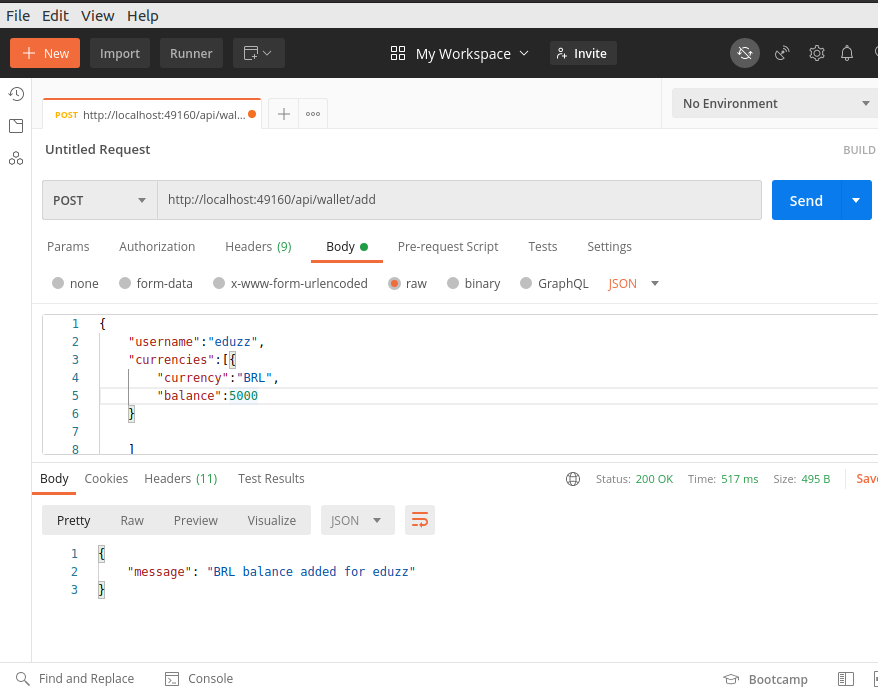 File Edit View Help
New Import Runner My Workspace Invite
POST http://localhost:49160/api/wal... No Environment
Untitled Request BUILD
POST http://localhost:49160/api/wallet/add Send
Params Authorization Headers (9) Body Pre-request Script Tests Settings
none form-data x-www-form-urlencoded raw binary GraphQL JSON
1 {
2 "username":"eduzz",
3 "currencies":[{
4 "currency":"BRL",
5 "balance":5000
6 }
7
8 ]
Body Cookies Headers (11) Test Results Status: 200 OK Time: 517 ms Size: 495 B Save
Pretty Raw Preview Visualize JSON
1 {
2 "message": "BRL balance added for eduzz"
3 }
Find and Replace Console Bootcamp